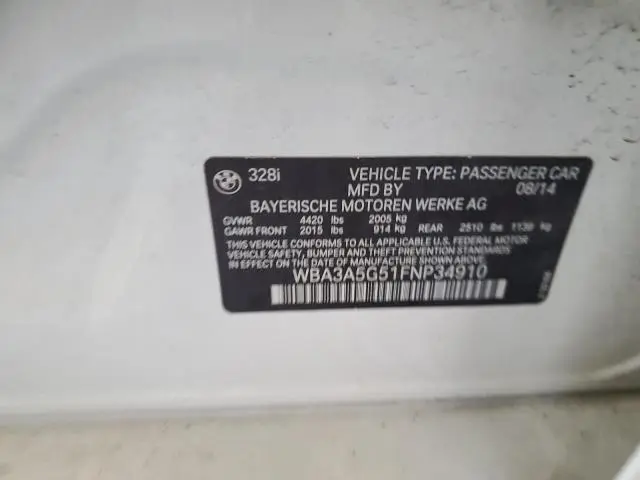 328i VEHICLE TYPE: PASSENGER CAR
MFD BY 08/14
BAYERISCHE MOTOREN WERKE AG
GVWR 4420 lbs 2005 kg
GAWR FRONT 2015 lbs 914 kg REAR 2510 lbs 1139 kg
THIS VEHICLE CONFORMS TO ALL APPLICABLE U.S. FEDERAL MOTOR
VEHICLE SAFETY, BUMPER AND THEFT PREVENTION STANDARDS
IN EFFECT ON THE DATE OF MANUFACTURE SHOWN ABOVE.
WBA3A5G51FNP34910